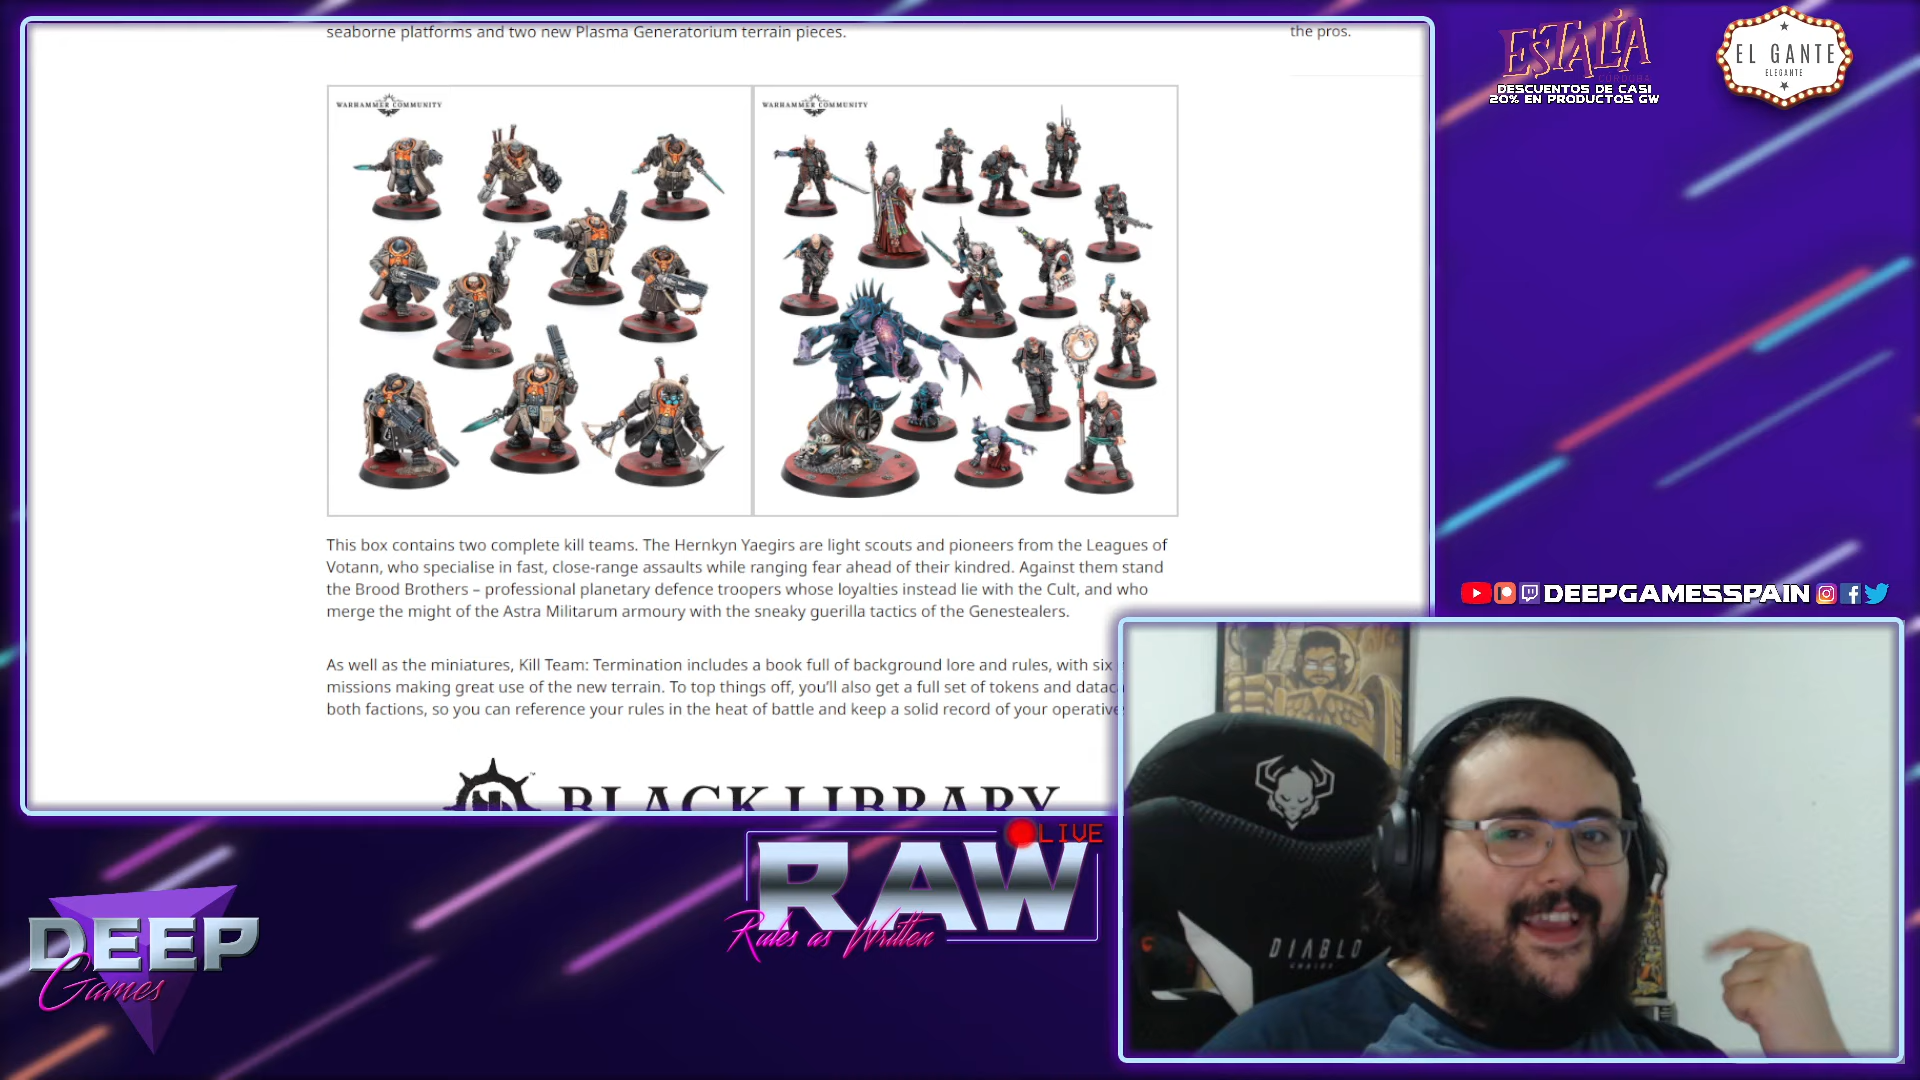 seaborne platforms and two new Plasma Generatorium terrain pieces.
the pros.
WARHAMMER COMMUNITY
WARHAMMER COMMUNITY
This box contains two complete kill teams. The Hernkyn Yaegirs are light scouts and pioneers from the Leagues of
Votann, who specialise in fast, close-range assaults while ranging fear ahead of their kindred. Against them stand
the Brood Brothers – professional planetary defence troopers whose loyalties instead lie with the Cult, and who
merge the might of the Astra Militarum armoury with the sneaky guerilla tactics of the Genestealers.
As well as the miniatures, Kill Team: Termination includes a book full of background lore and rules, with six
missions making great use of the new terrain. To top things off, you’ll also get a full set of tokens and datac
both factions, so you can reference your rules in the heat of battle and keep a solid record of your operative
BLACK LIBRARY
ESTALIA
CÓRDUBA
DESCUENTOS DE CASI
20% EN PRODUCTOS GW
EL GANTE
ELEGANTE
DEEPGAMESSPAIN
LIVE
RAW
Rules as Written
DEEP
Games
DIABLO